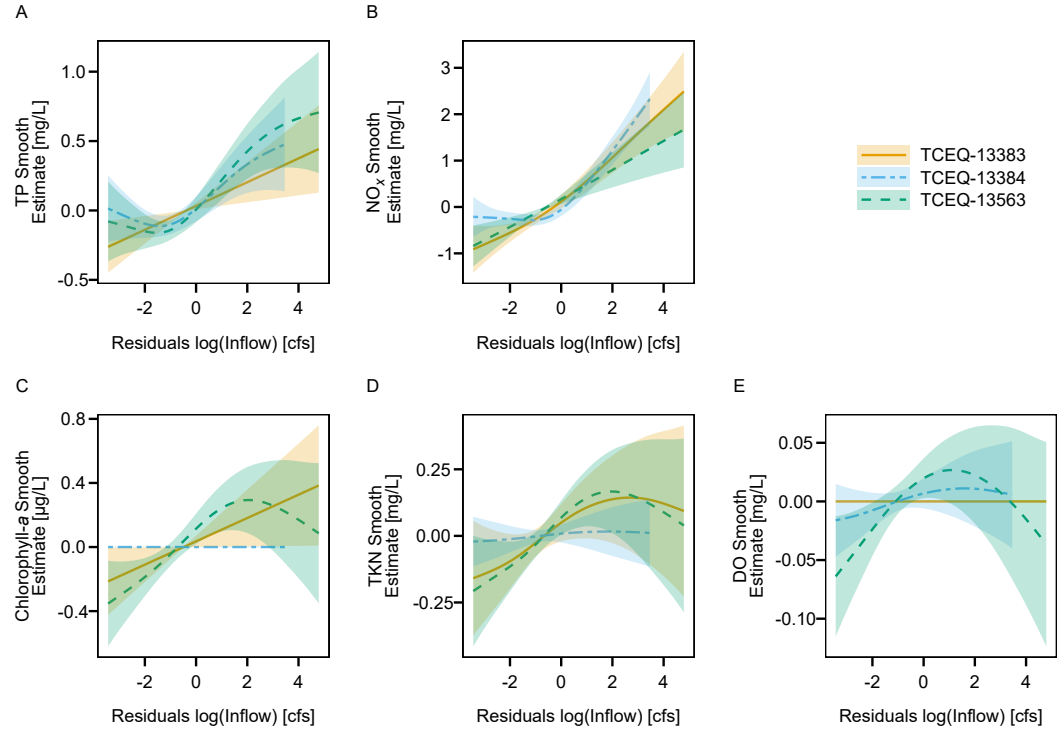 A
TP Smooth
Estimate [mg/L]
1.0
0.5
0.0
-0.5
-2
0
2
4
Residuals log(Inflow) [cfs]
B
NOx Smooth
Estimate [mg/L]
3
2
1
0
-1
-2
0
2
4
Residuals log(Inflow) [cfs]
TCEQ-13383
TCEQ-13384
TCEQ-13563
C
Chlorophyll-a Smooth
Estimate [µg/L]
0.8
0.4
0.0
-0.4
-2
0
2
4
Residuals log(Inflow) [cfs]
D
TKN Smooth
Estimate [mg/L]
0.25
0.00
-0.25
-2
0
2
4
Residuals log(Inflow) [cfs]
E
DO Smooth
Estimate [mg/L]
0.05
0.00
-0.05
-0.10
-2
0
2
4
Residuals log(Inflow) [cfs]